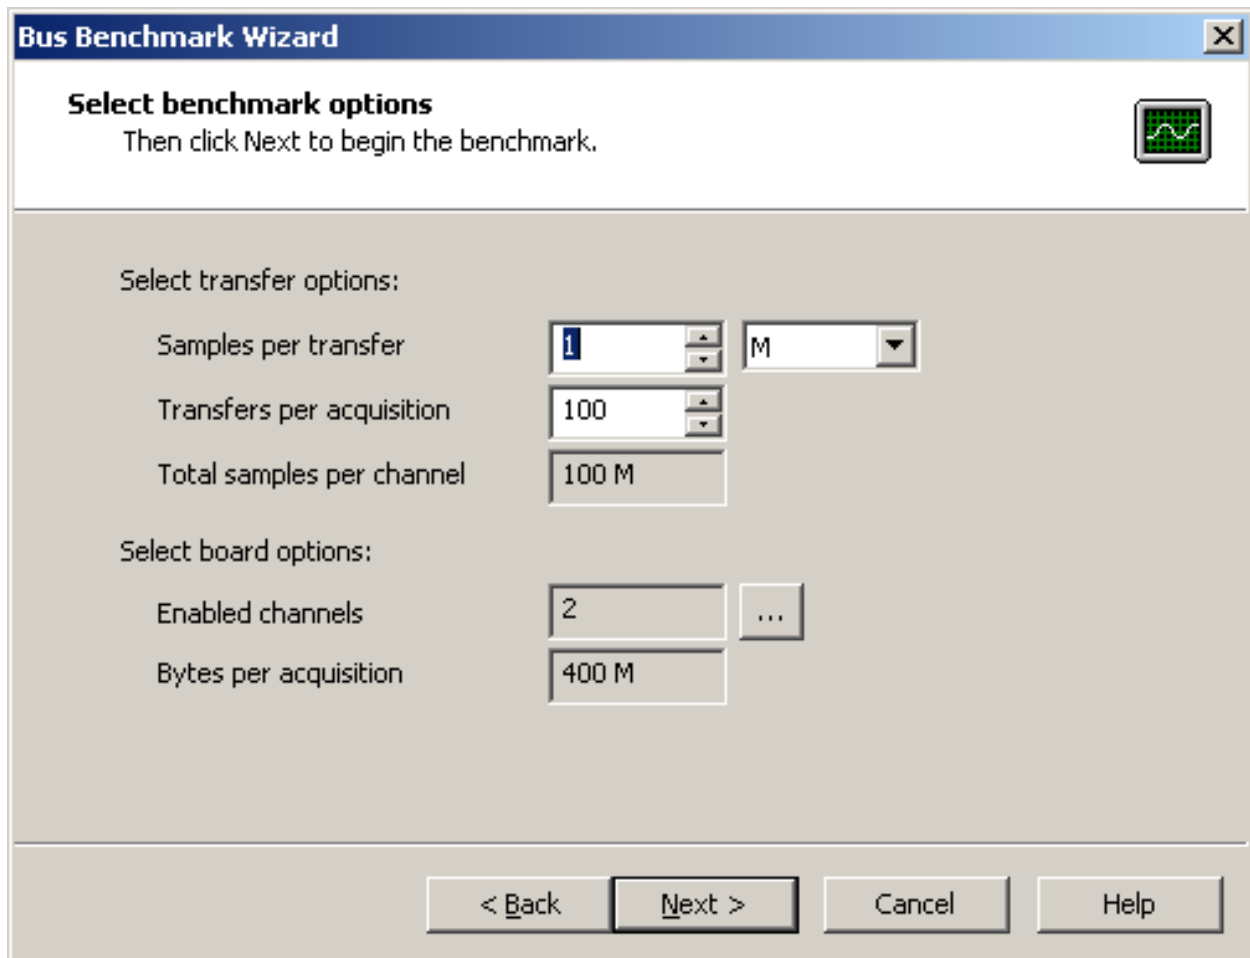 Bus Benchmark Wizard
Select benchmark options
Then click Next to begin the benchmark.
Select transfer options:
Samples per transfer 1 M
Transfers per acquisition 100
Total samples per channel 100 M
Select board options:
Enabled channels 2 ...
Bytes per acquisition 400 M
< Back Next > Cancel Help